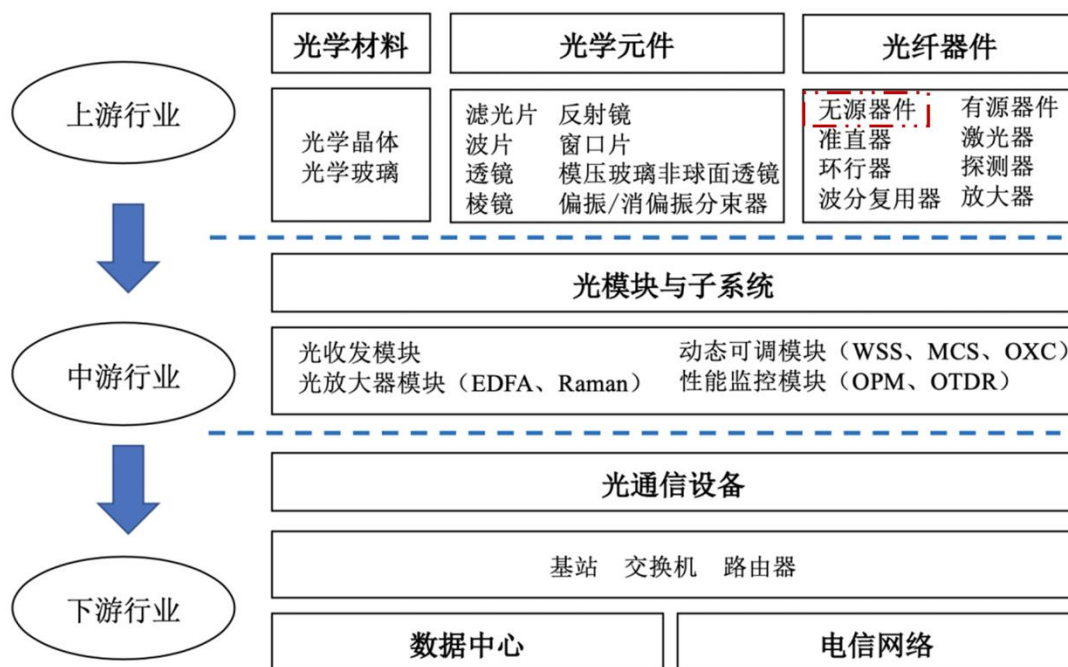 光学材料
光学元件
光纤器件
上游行业
光学晶体
光学玻璃
滤光片 反射镜
波片 窗口片
透镜 模压玻璃非球面透镜
棱镜 偏振/消偏振分束器
无源器件 有源器件
准直器 激光器
环行器 探测器
波分复用器 放大器
光模块与子系统
中游行业
光收发模块 动态可调模块（WSS、MCS、OXC）
光放大器模块（EDFA、Raman） 性能监控模块（OPM、OTDR）
光通信设备
下游行业
基站 交换机 路由器
数据中心
电信网络